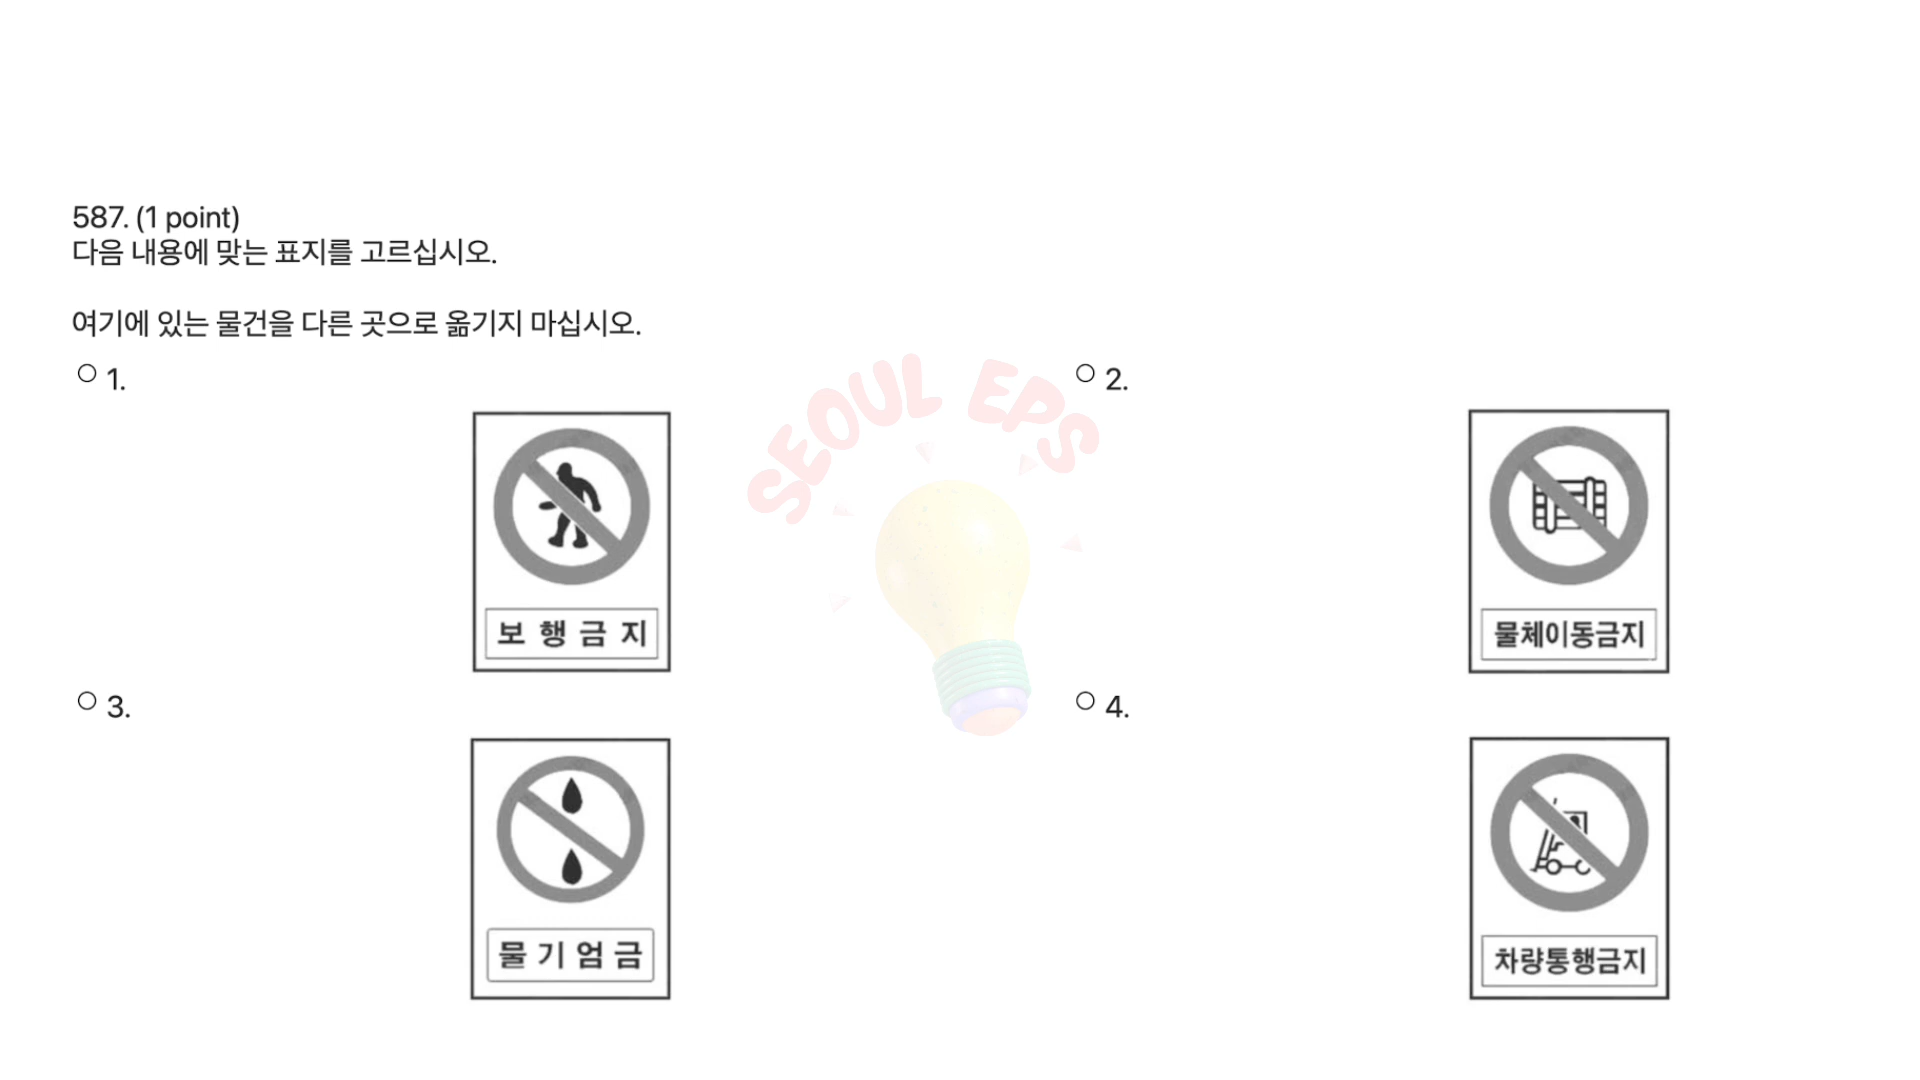 587. (1 point)
다음 내용에 맞는 표지를 고르십시오.
여기에 있는 물건을 다른 곳으로 옮기지 마십시오.
1.
보행금지
2.
물체이동금지
3.
물기엄금
4.
차량통행금지
SEOUL EPS